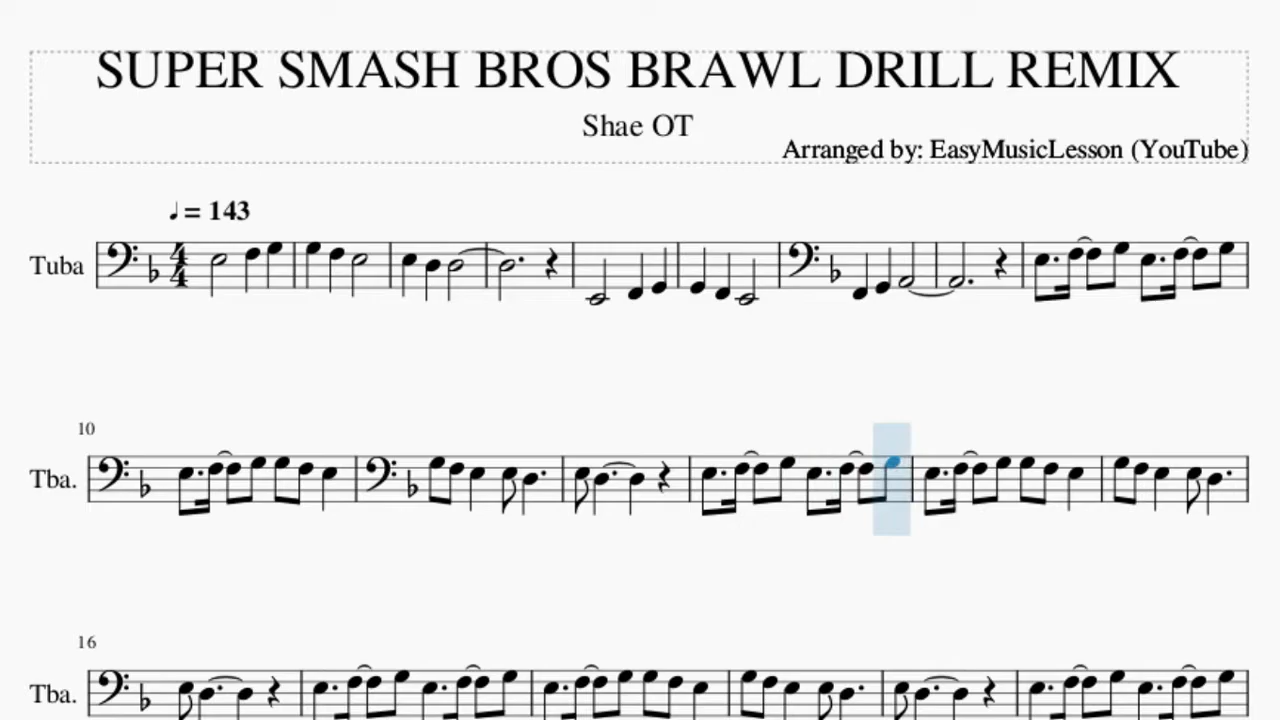 SUPER SMASH BROS BRAWL DRILL REMIX
Shae OT
Arranged by: EasyMusicLesson (YouTube)
♩ = 143
Tuba
10
Tba.
16
Tba.